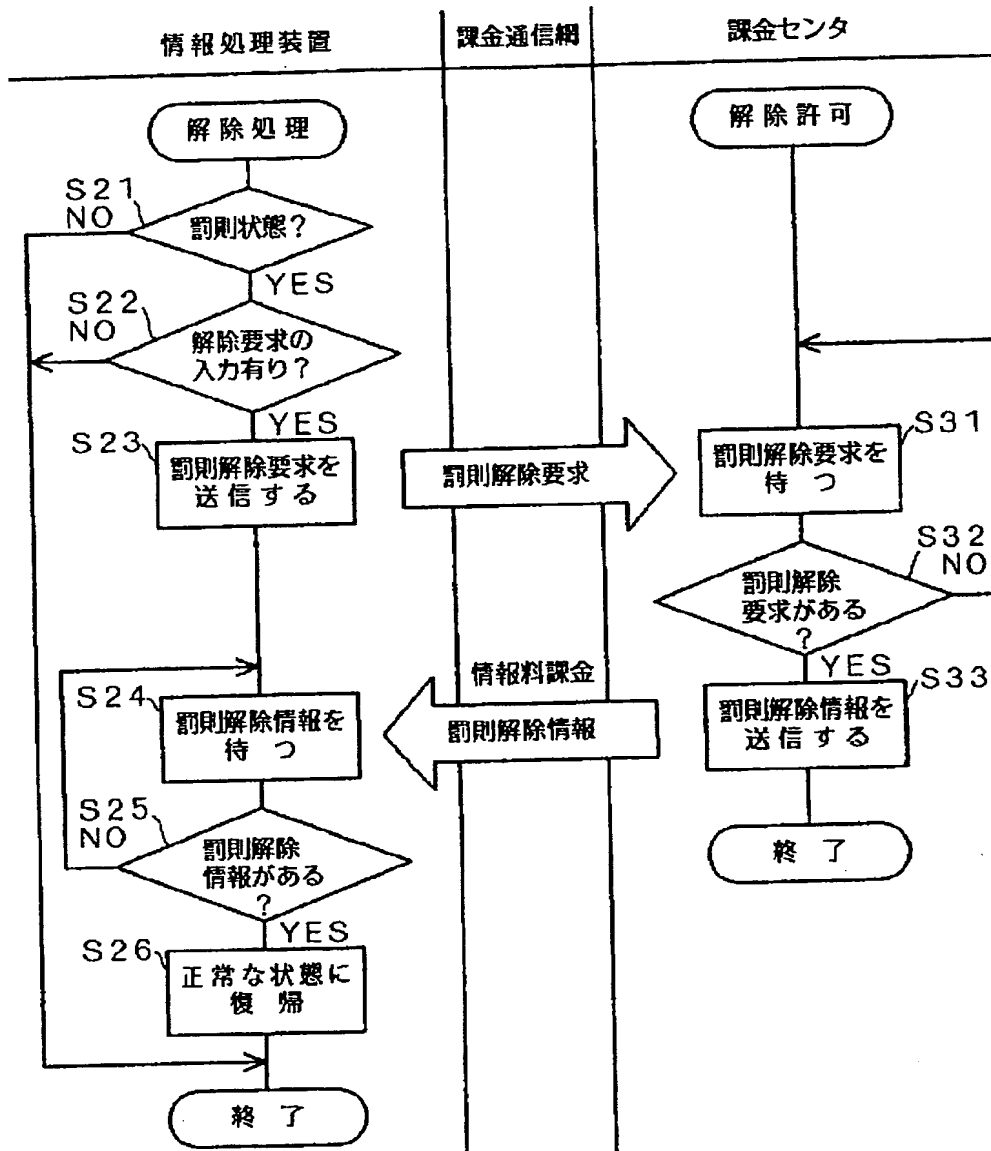 情報処理装置
課金通信網
課金センタ
解除処理
S21
NO
罰則状態?
YES
S22
NO
解除要求の
入力有り?
YES
S23
罰則解除要求を
送信する
罰則解除要求
S24
罰則解除情報を
待つ
情報料課金
罰則解除情報
S25
NO
罰則解除
情報がある
?
YES
S26
正常な状態に
復帰
終了
解除許可
S31
罰則解除要求を
待つ
S32
NO
罰則解除
要求がある
?
YES
S33
罰則解除情報を
送信する
終了